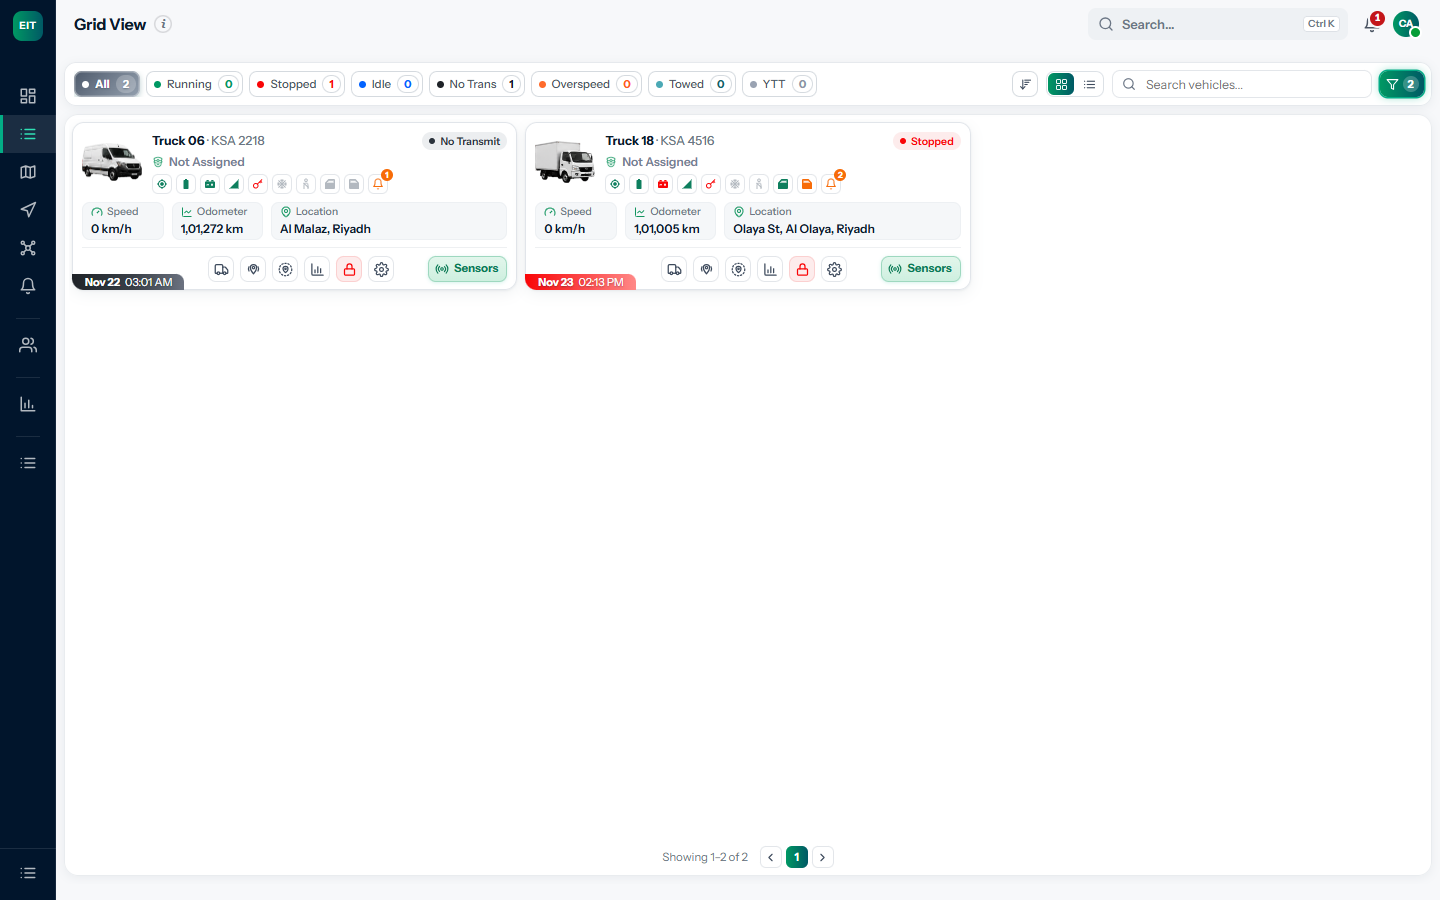 EIT
Grid View
i
Search...
Ctrl K
1
CA
All 2
Running 0
Stopped 1
Idle 0
No Trans 1
Overspeed 0
Towed 0
YTT 0
Search vehicles...
2
Truck 06 · KSA 2218
No Transmit
Not Assigned
1
Speed
0 km/h
Odometer
1,01,272 km
Location
Al Malaz, Riyadh
Sensors
Nov 22 03:01 AM
Truck 18 · KSA 4516
Stopped
Not Assigned
2
Speed
0 km/h
Odometer
1,01,005 km
Location
Olaya St, Al Olaya, Riyadh
Sensors
Nov 23 02:13 PM
Showing 1–2 of 2
1